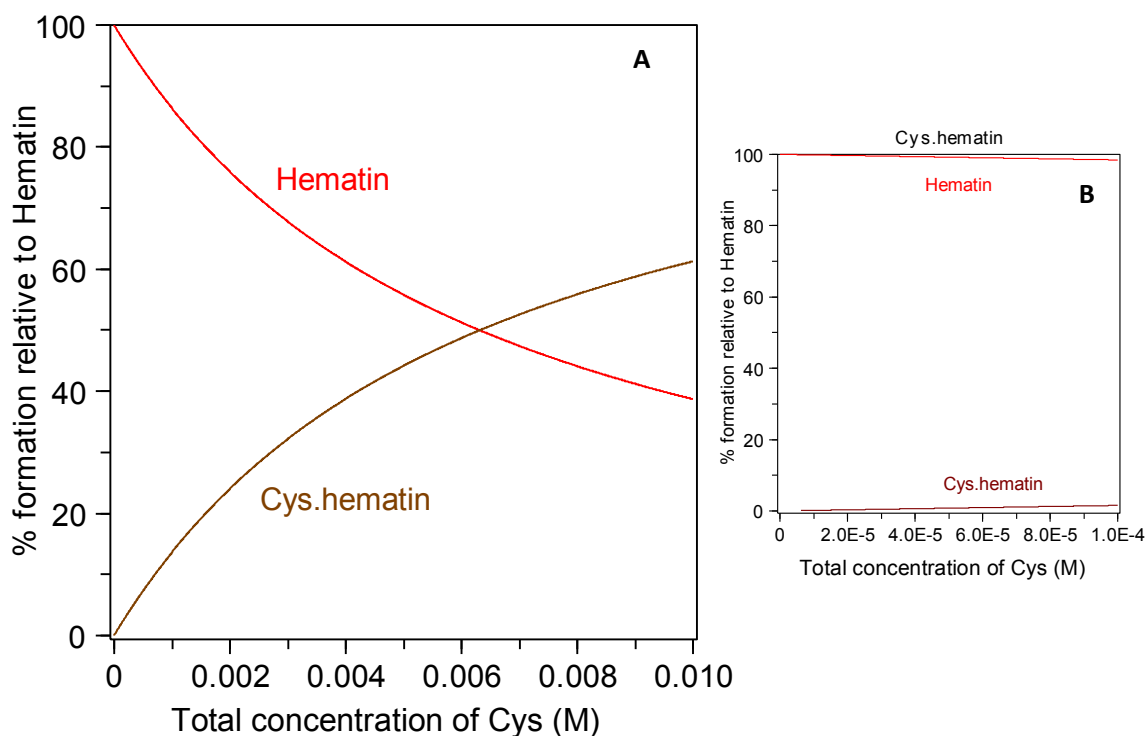 % formation relative to Hematin
100
80
60
40
20
0
A
Hematin
Cys.hematin
0
0.002
0.004
0.006
0.008
0.010
Total concentration of Cys (M)
Cys.hematin
% formation relative to Hematin
100
80
60
40
20
0
B
Hematin
Cys.hematin
0
2.0E-5
4.0E-5
6.0E-5
8.0E-5
1.0E-4
Total concentration of Cys (M)